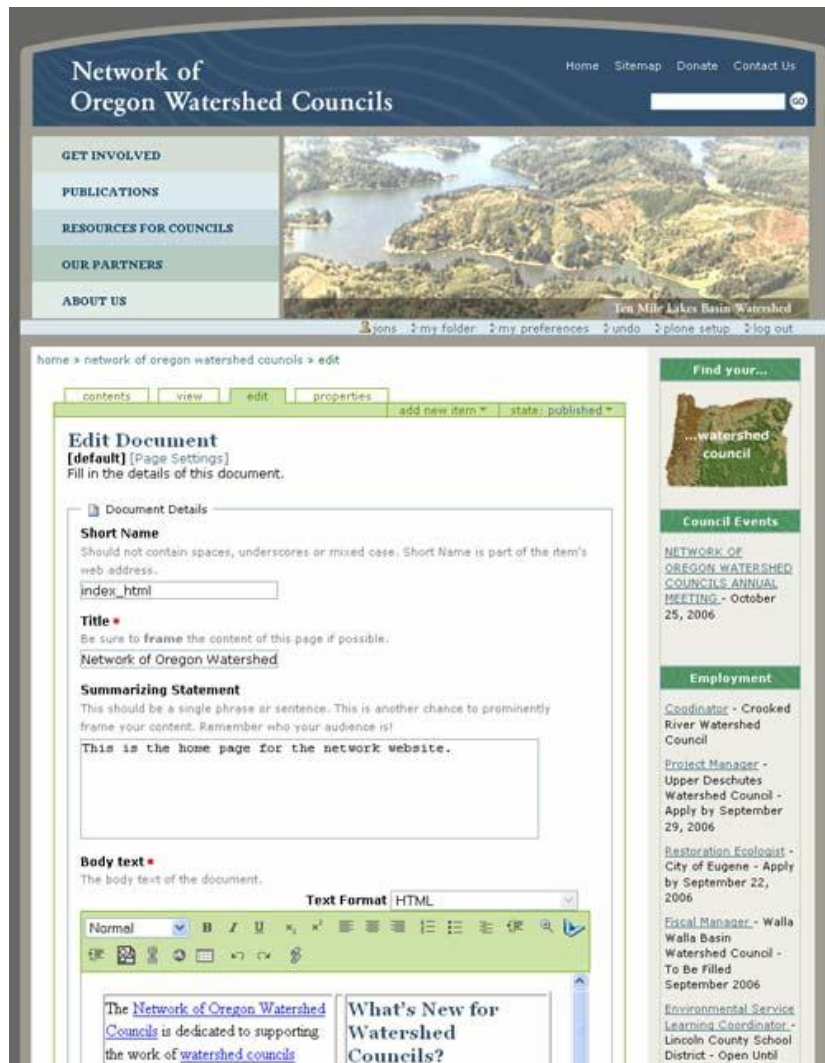 Network of
Oregon Watershed Councils
Home Sitemap Donate Contact Us
GO
GET INVOLVED
PUBLICATIONS
RESOURCES FOR COUNCILS
OUR PARTNERS
ABOUT US
Ten Mile Lakes Basin Watershed
jons my folder my preferences undo plone setup log out
home » network of oregon watershed councils » edit
contents view edit properties
add new item state: published
Edit Document
[default] [Page Settings]
Fill in the details of this document.
Document Details
Short Name
Should not contain spaces, underscores or mixed case. Short Name is part of the item's
web address.
index_html
Title
Be sure to frame the content of this page if possible.
Network of Oregon Watershed
Summarizing Statement
This should be a single phrase or sentence. This is another chance to prominently
frame your content. Remember who your audience is!
This is the home page for the network website.
Body text
The body text of the document.
Text Format HTML
Normal B I U x₂ x²
The Network of Oregon Watershed
Councils is dedicated to supporting
the work of watershed councils
What's New for
Watershed
Councils?
Find your...
...watershed
council
Council Events
NETWORK OF
OREGON WATERSHED
COUNCILS ANNUAL
MEETING - October
25, 2006
Employment
Coodinator - Crooked
River Watershed
Council
Project Manager -
Upper Deschutes
Watershed Council -
Apply by September
29, 2006
Restoration Ecologist -
City of Eugene - Apply
by September 22,
2006
Fiscal Manager - Walla
Walla Basin
Watershed Council -
To Be Filled
September 2006
Environmental Service
Learning Coordinator -
Lincoln County School
District - Open Until